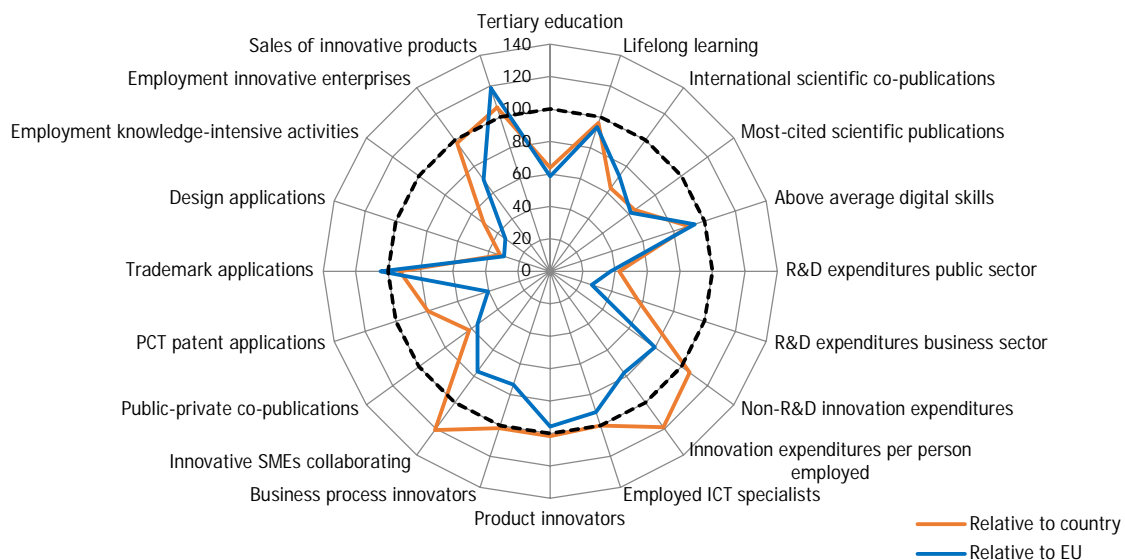 Tertiary education
Lifelong learning
International scientific co-publications
Most-cited scientific publications
Above average digital skills
R&D expenditures public sector
R&D expenditures business sector
Non-R&D innovation expenditures
Innovation expenditures per person
employed
Employed ICT specialists
Product innovators
Business process innovators
Innovative SMEs collaborating
Public-private co-publications
PCT patent applications
Trademark applications
Design applications
Employment knowledge-intensive activities
Employment innovative enterprises
Sales of innovative products
140
120
100
80
60
40
20
0
Relative to country
Relative to EU